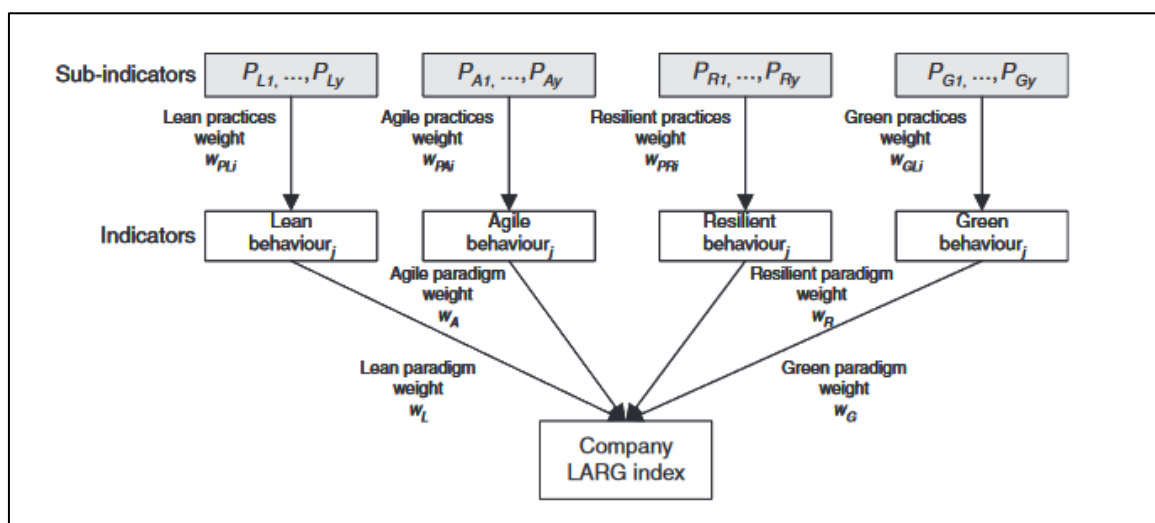 Sub-indicators
P_L1, ...,P_Ly
P_A1, ...,P_Ay
P_R1, ...,P_Ry
P_G1, ...,P_Gy
Lean practices
weight
w_PLi
Agile practices
weight
w_PAi
Resilient practices
weight
w_PRi
Green practices
weight
w_GLi
Indicators
Lean
behaviour_j
Agile
behaviour_j
Resilient
behaviour_j
Green
behaviour_j
Agile paradigm
weight
w_A
Resilient paradigm
weight
w_R
Lean paradigm
weight
w_L
Green paradigm
weight
w_G
Company
LARG index